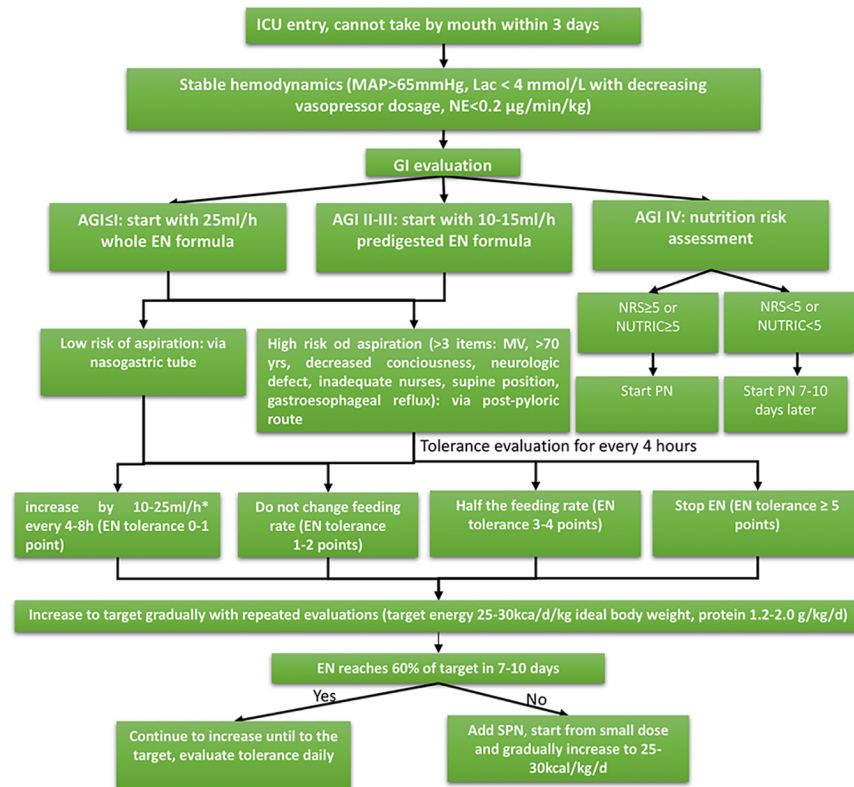 ICU entry, cannot take by mouth within 3 days
Stable hemodynamics (MAP>65mmHg, Lac < 4 mmol/L with decreasing
vasopressor dosage, NE<0.2 µg/min/kg)
GI evaluation
AGI≤I: start with 25ml/h
whole EN formula
AGI II-III: start with 10-15ml/h
predigested EN formula
AGI IV: nutrition risk
assessment
NRS≥5 or
NUTRIC≥5
NRS<5 or
NUTRIC<5
Low risk of aspiration: via
nasogastric tube
High risk od aspiration (>3 items: MV, >70
yrs, decreased conciousness, neurologic
defect, inadequate nurses, supine position,
gastroesophageal reflux): via post-pyloric
route
Start PN
Start PN 7-10
days later
Tolerance evaluation for every 4 hours
increase by 10-25ml/h*
every 4-8h (EN tolerance 0-1
point)
Do not change feeding
rate (EN tolerance
1-2 points)
Half the feeding rate (EN
tolerance 3-4 points)
Stop EN (EN tolerance ≥ 5
points)
Increase to target gradually with repeated evaluations (target energy 25-30kca/d/kg ideal body weight, protein 1.2-2.0 g/kg/d)
EN reaches 60% of target in 7-10 days
Yes
No
Continue to increase until to the
target, evaluate tolerance daily
Add SPN, start from small dose
and gradually increase to 25-
30kcal/kg/d